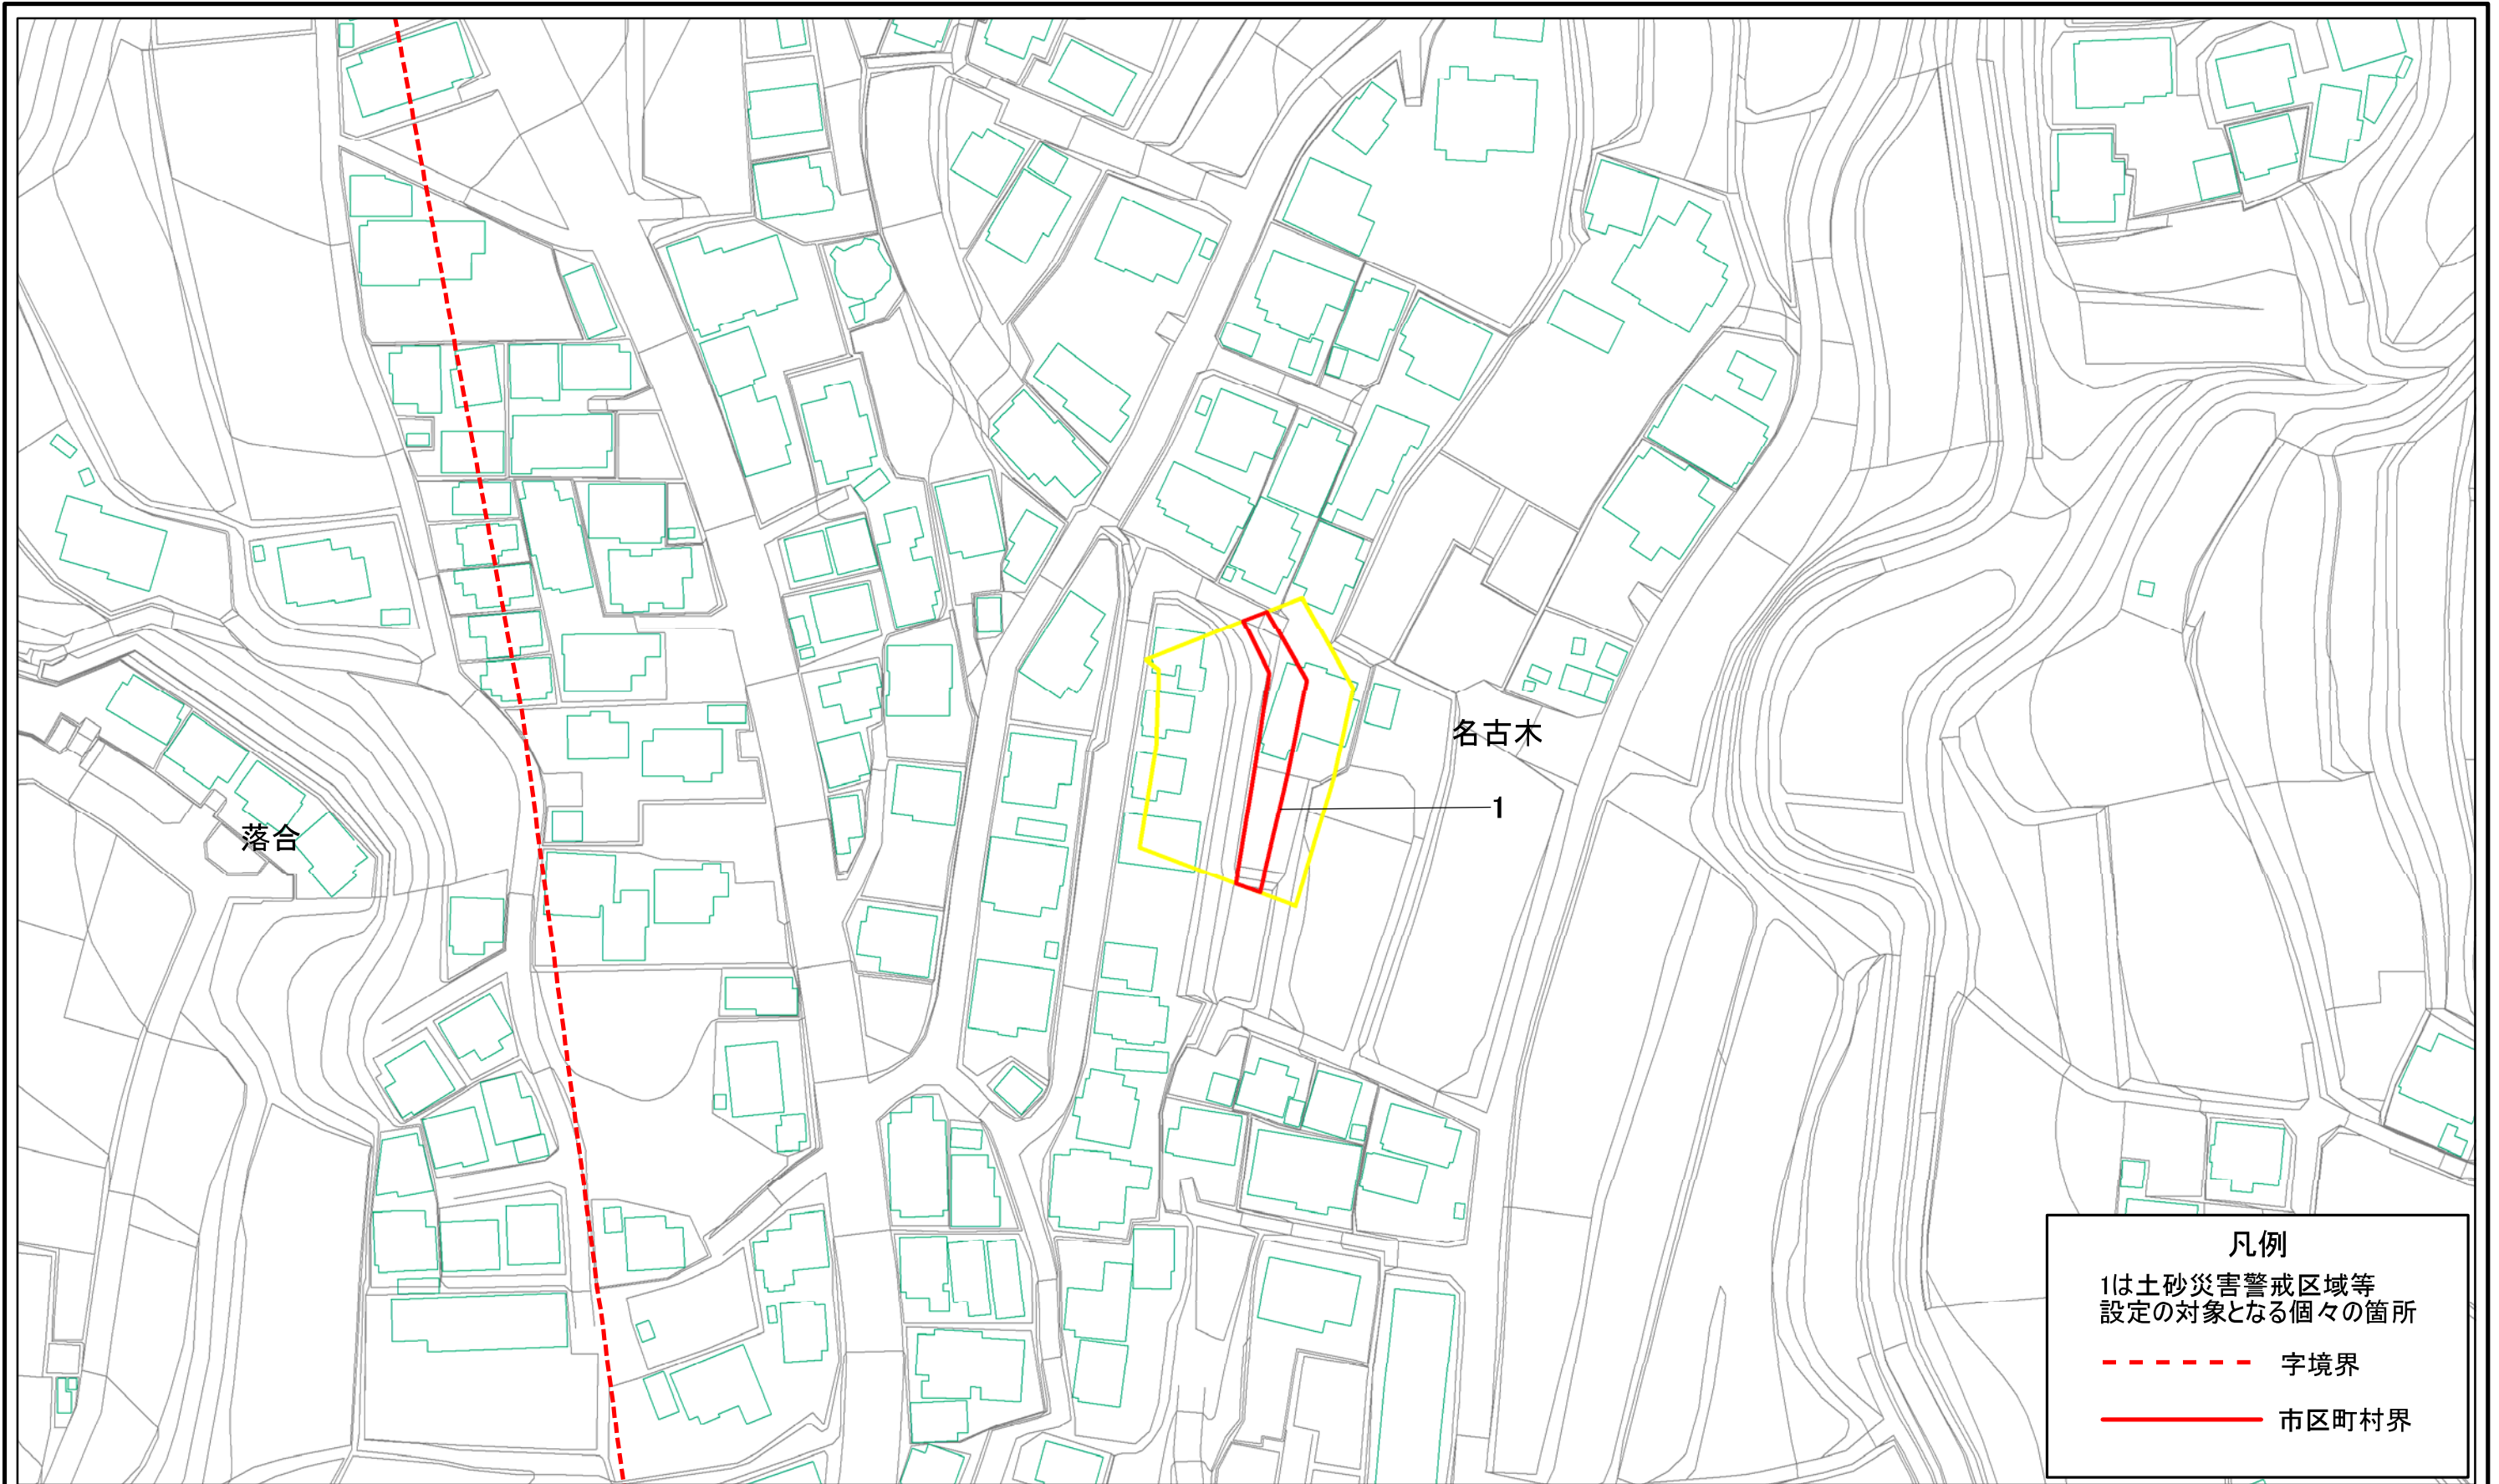 名古木
1
落合
凡例
1は土砂災害警戒区域等
設定の対象となる個々の箇所
字境界
市区町村界